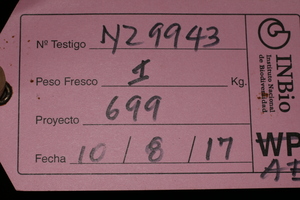 Nº Testigo NZ9943
Peso Fresco 1 Kg.
Proyecto 699
Fecha 10 / 8 / 17
INBio
Instituto Nacional
de Biodiversidad.
WP